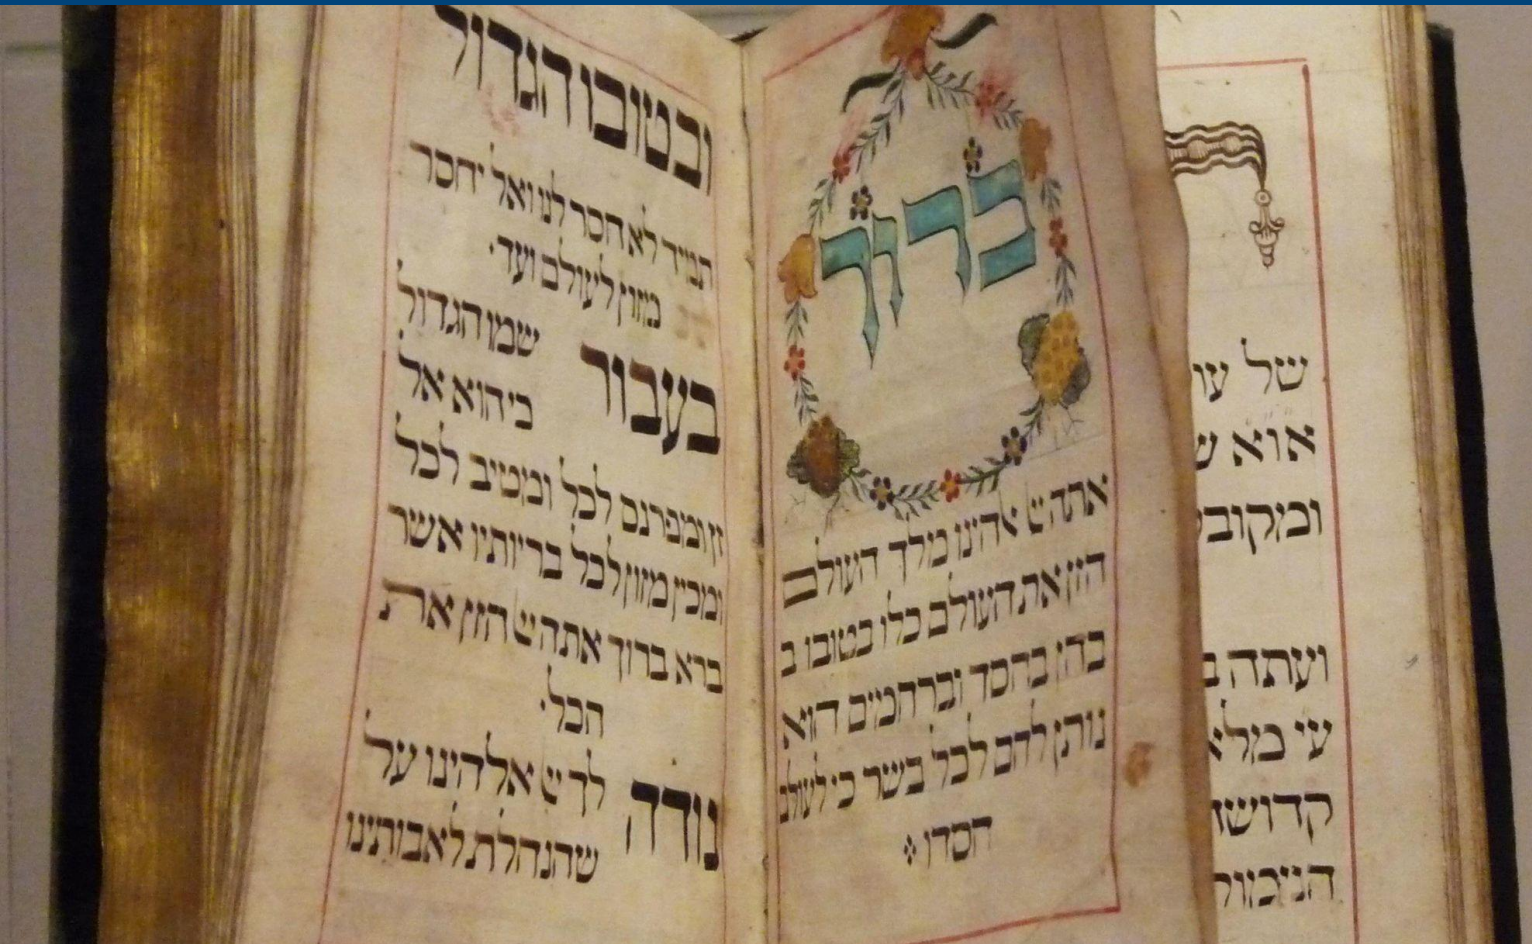 של
ועתה
ברוך
אתה ש אלהינו מלך העולם
הזן את העולם כלו בטובו ב
בחן בחסד וברחמים הוא
נותן להם לכל בשר כי לעולם
חסדו
ובטובו הגדול
תמיד לא חסר לנו ואל יחסר
מזון לעולם ועד·
בעבור שמו הגדול
כי הוא אל
זן ומפרנס לכל ומטיב לכל
ומכין מזון לכל בריותיו אשר
ברא ברוך אתה ש הזן את
הכל·
נודה לך ש אלהינו על
שהנחלת לאבותינו